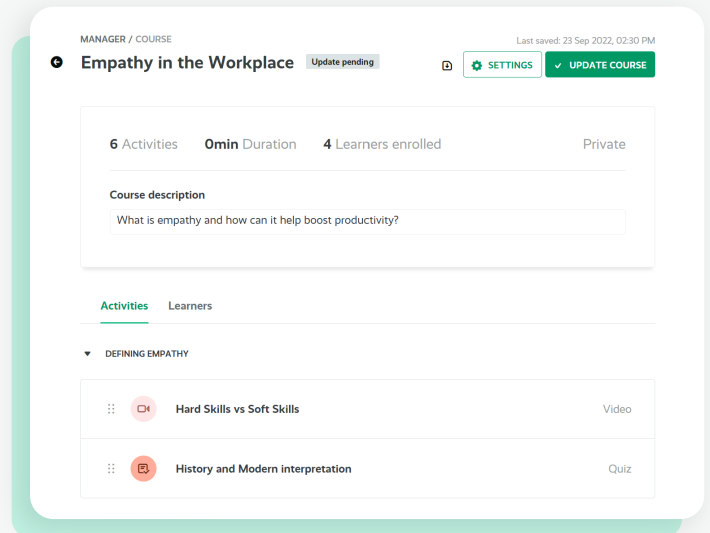 MANAGER / COURSE
Last saved: 23 Sep 2022, 02:30 PM
Empathy in the Workplace
Update pending
SETTINGS
UPDATE COURSE
6 Activities
0min Duration
4 Learners enrolled
Private
Course description
What is empathy and how can it help boost productivity?
Activities
Learners
DEFINING EMPATHY
Hard Skills vs Soft Skills
Video
History and Modern interpretation
Quiz